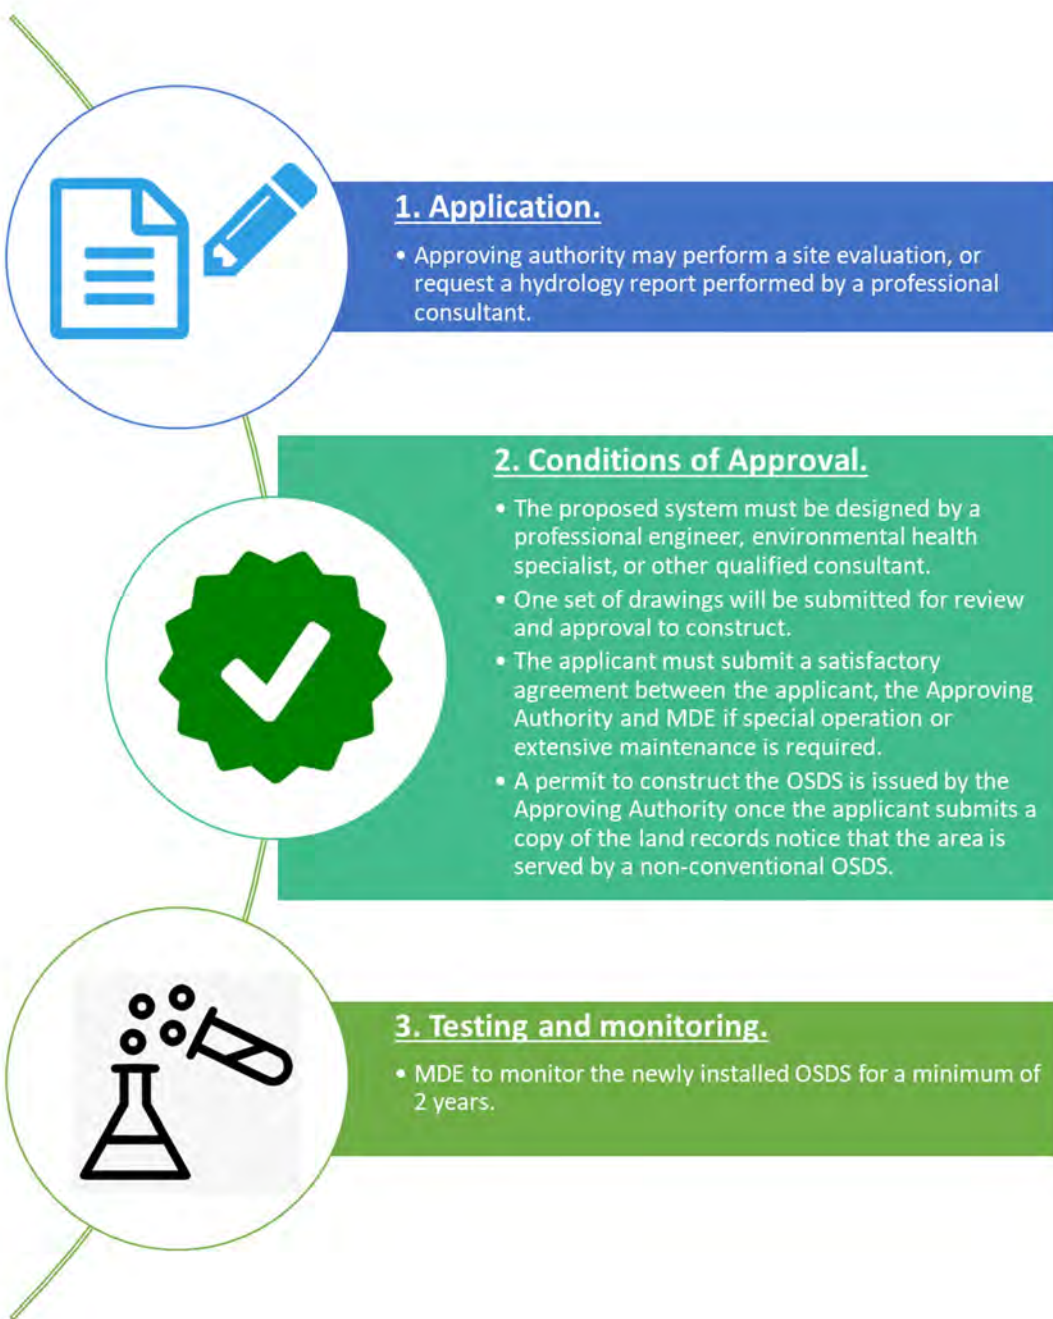 1. Application.
• Approving authority may perform a site evaluation, or
request a hydrology report performed by a professional
consultant.
2. Conditions of Approval.
• The proposed system must be designed by a
professional engineer, environmental health
specialist, or other qualified consultant.
• One set of drawings will be submitted for review
and approval to construct.
• The applicant must submit a satisfactory
agreement between the applicant, the Approving
Authority and MDE if special operation or
extensive maintenance is required.
• A permit to construct the OSDS is issued by the
Approving Authority once the applicant submits a
copy of the land records notice that the area is
served by a non-conventional OSDS.
3. Testing and monitoring.
• MDE to monitor the newly installed OSDS for a minimum of
2 years.